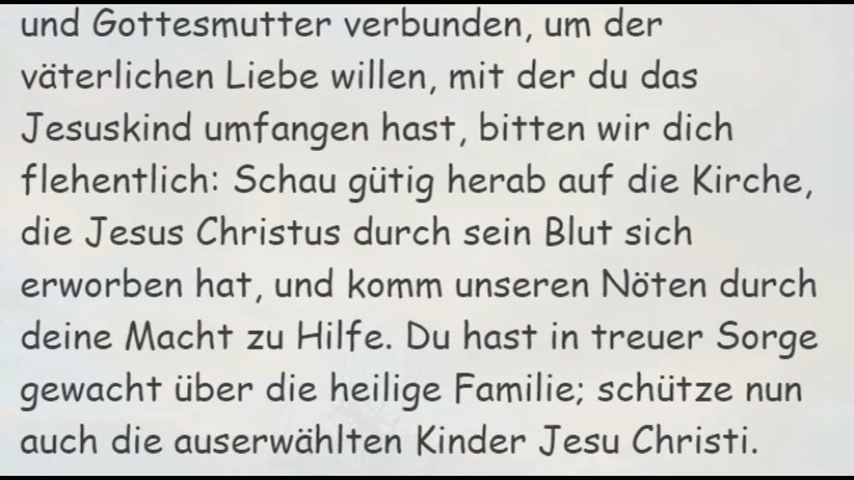 und Gottesmutter verbunden, um der
väterlichen Liebe willen, mit der du das
Jesuskind umfangen hast, bitten wir dich
flehentlich: Schau gütig herab auf die Kirche,
die Jesus Christus durch sein Blut sich
erworben hat, und komm unseren Nöten durch
deine Macht zu Hilfe. Du hast in treuer Sorge
gewacht über die heilige Familie; schütze nun
auch die auserwählten Kinder Jesu Christi.